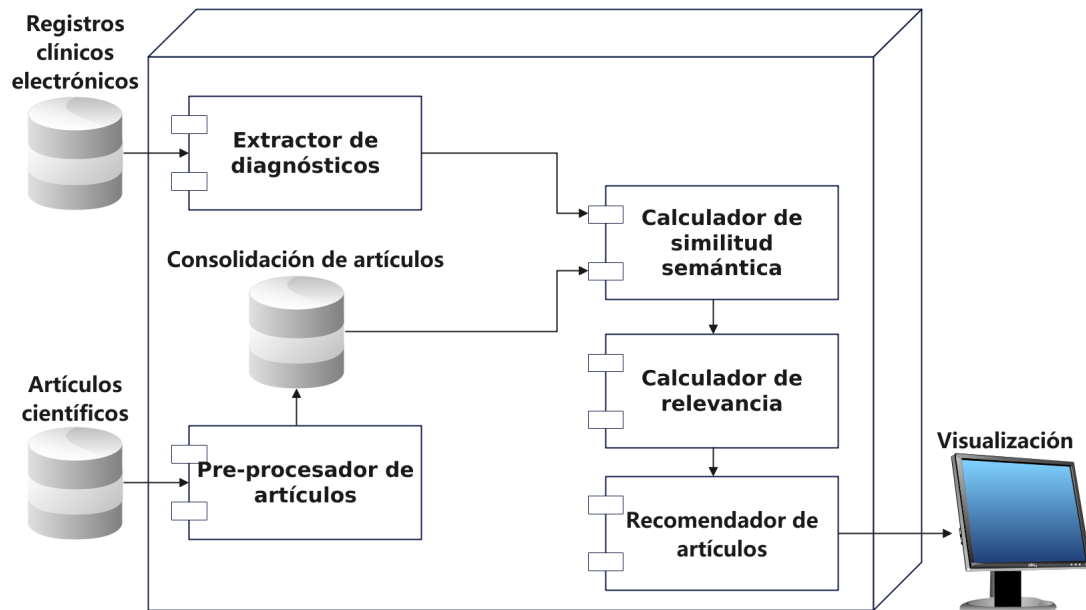 Registros
clínicos
electrónicos
Extractor de
diagnósticos
Calculador de
similitud
semántica
Consolidación de artículos
Calculador de
relevancia
Artículos
científicos
Pre-procesador de
artículos
Visualización
Recomendador de
artículos
DELL